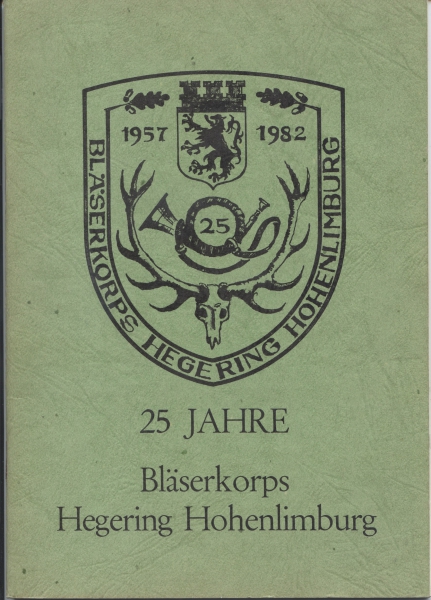 1957 1982
25
BLÄSERKORPS HEGERING HOHENLIMBURG
25 JAHRE
Bläserkorps
Hegering Hohenlimburg